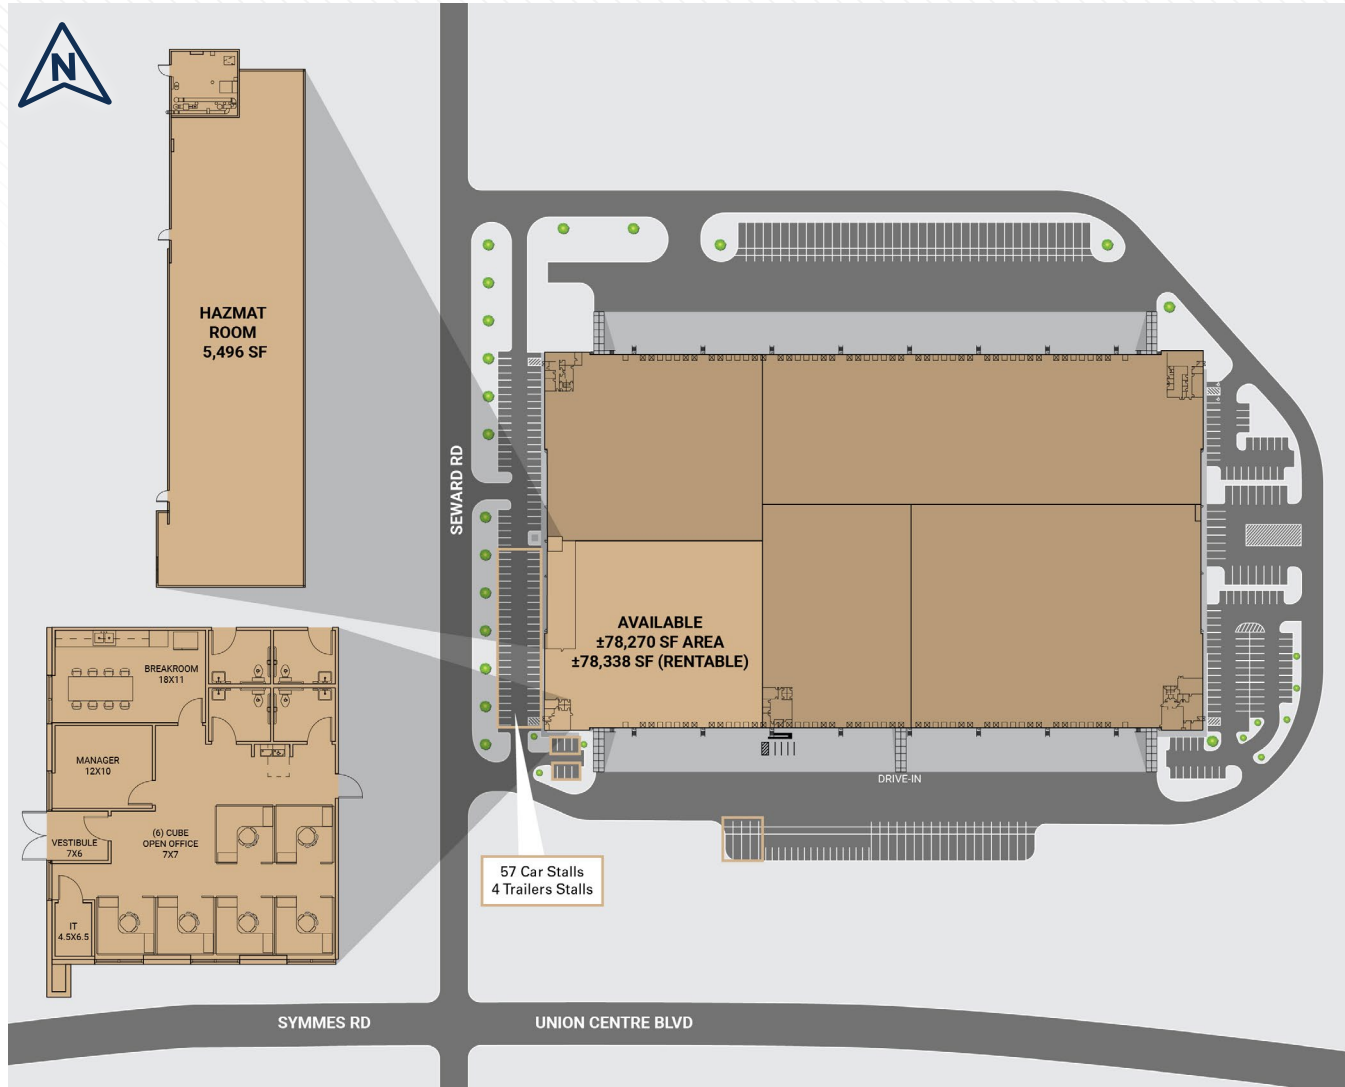 N
HAZMAT
ROOM
5,496 SF
SEWARD RD
AVAILABLE
±78,270 SF AREA
±78,338 SF (RENTABLE)
BREAKROOM
18X11
MANAGER
12X10
VESTIBULE
7X6
(6) CUBE
OPEN OFFICE
7X7
IT
4.5X6.5
DRIVE-IN
57 Car Stalls
4 Trailers Stalls
SYMMES RD
UNION CENTRE BLVD